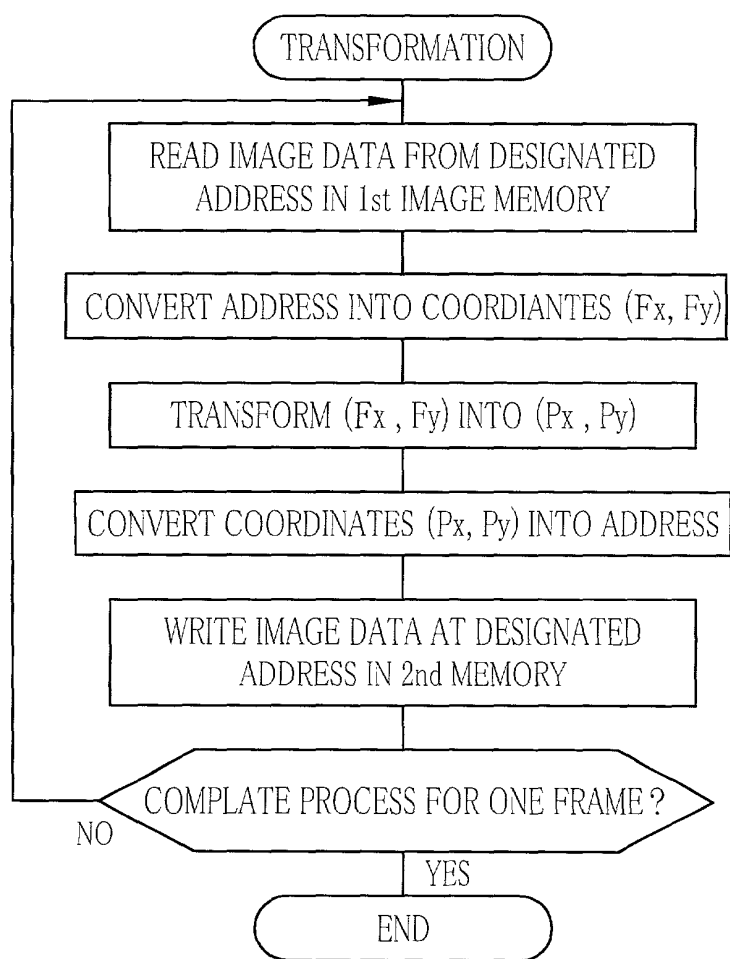 TRANSFORMATION
READ IMAGE DATA FROM DESIGNATED
ADDRESS IN 1st IMAGE MEMORY
CONVERT ADDRESS INTO COORDIANTES (Fx, Fy)
TRANSFORM (Fx , Fy) INTO (Px , Py)
CONVERT COORDINATES (Px, Py) INTO ADDRESS
WRITE IMAGE DATA AT DESIGNATED
ADDRESS IN 2nd MEMORY
COMPLATE PROCESS FOR ONE FRAME ?
NO
YES
END